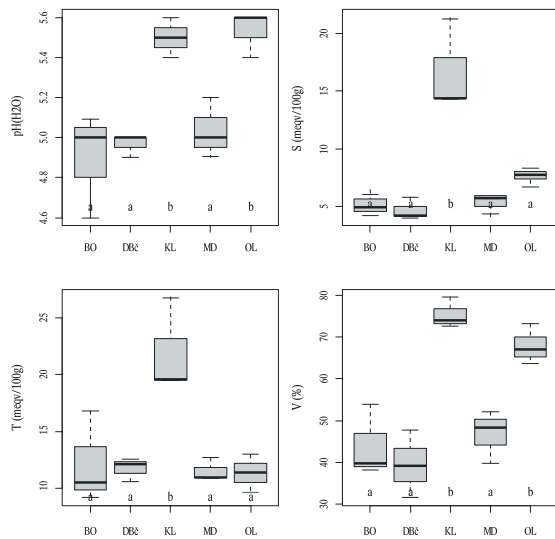 pH(H2O)
5.6
5.4
5.2
5.0
4.8
4.6
a a b a b
BO DBč KL MD OL
S (meqv/100g)
20
15
10
5
a a b a a
BO DBč KL MD OL
T (meqv/100g)
25
20
15
10
a a b a a
BO DBč KL MD OL
V (%)
80
70
60
50
40
30
a a b a b
BO DBč KL MD OL